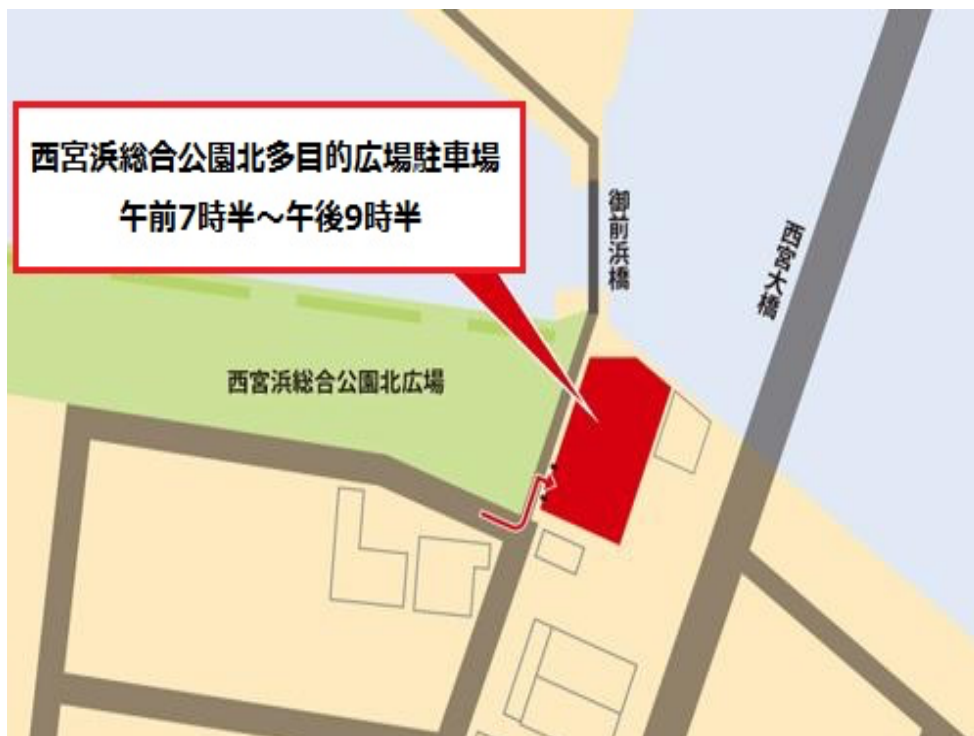 西宮浜総合公園北多目的広場駐車場
午前7時半～午後9時半
御前浜橋
西宮大橋
西宮浜総合公園北広場